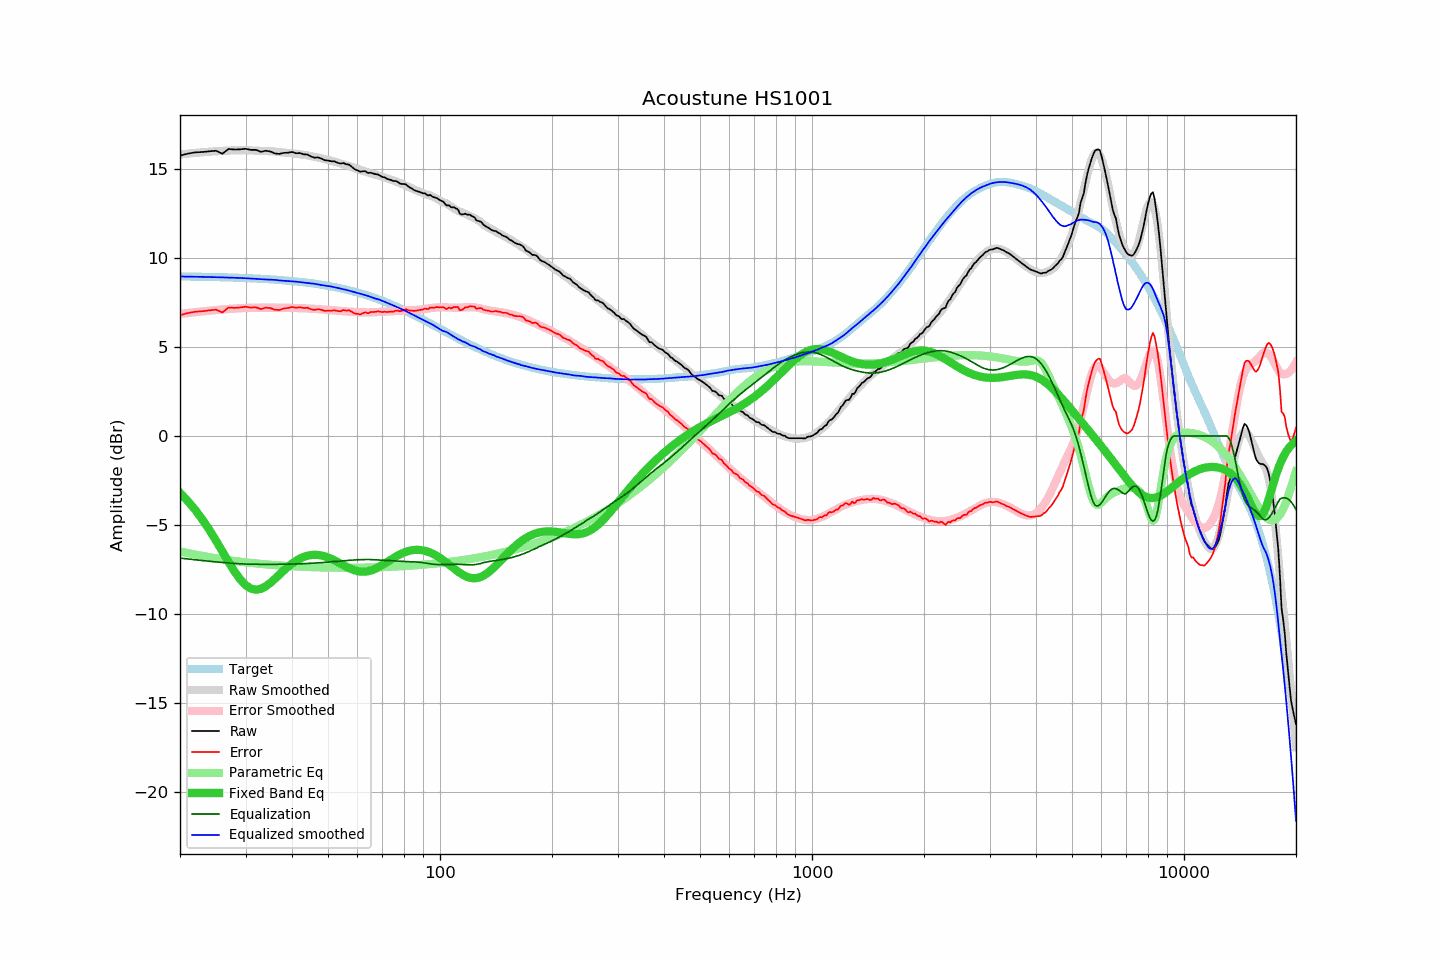 Acoustune HS1001
Amplitude (dBr)
15
10
5
0
−5
−10
−15
−20
Target
Raw Smoothed
Error Smoothed
Raw
Error
Parametric Eq
Fixed Band Eq
Equalization
Equalized smoothed
100
1000
10000
Frequency (Hz)